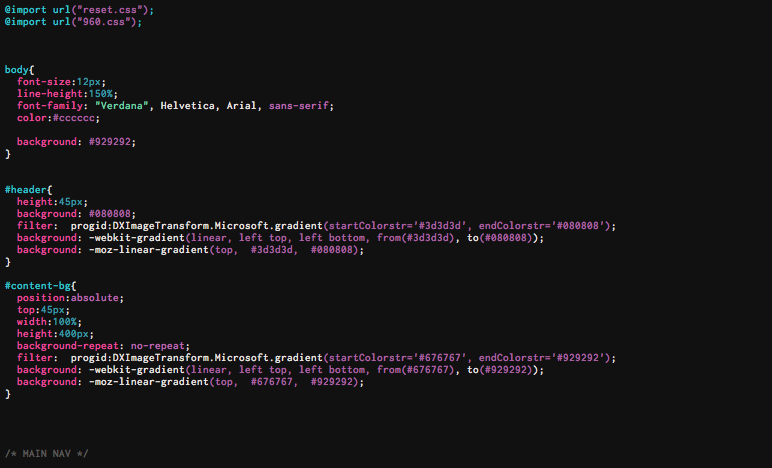 @import url("reset.css");
@import url("960.css");
body{
font-size:12px;
line-height:150%;
font-family: "Verdana", Helvetica, Arial, sans-serif;
color:#cccccc;
background: #929292;
}
#header{
height:45px;
background: #080808;
filter:  progid:DXImageTransform.Microsoft.gradient(startColorstr='#3d3d3d', endColorstr='#080808');
background: -webkit-gradient(linear, left top, left bottom, from(#3d3d3d), to(#080808));
background: -moz-linear-gradient(top,  #3d3d3d,  #080808);
}
#content-bg{
position:absolute;
top:45px;
width:100%;
height:400px;
background-repeat: no-repeat;
filter:  progid:DXImageTransform.Microsoft.gradient(startColorstr='#676767', endColorstr='#929292');
background: -webkit-gradient(linear, left top, left bottom, from(#676767), to(#929292));
background: -moz-linear-gradient(top,  #676767,  #929292);
}
/* MAIN NAV */